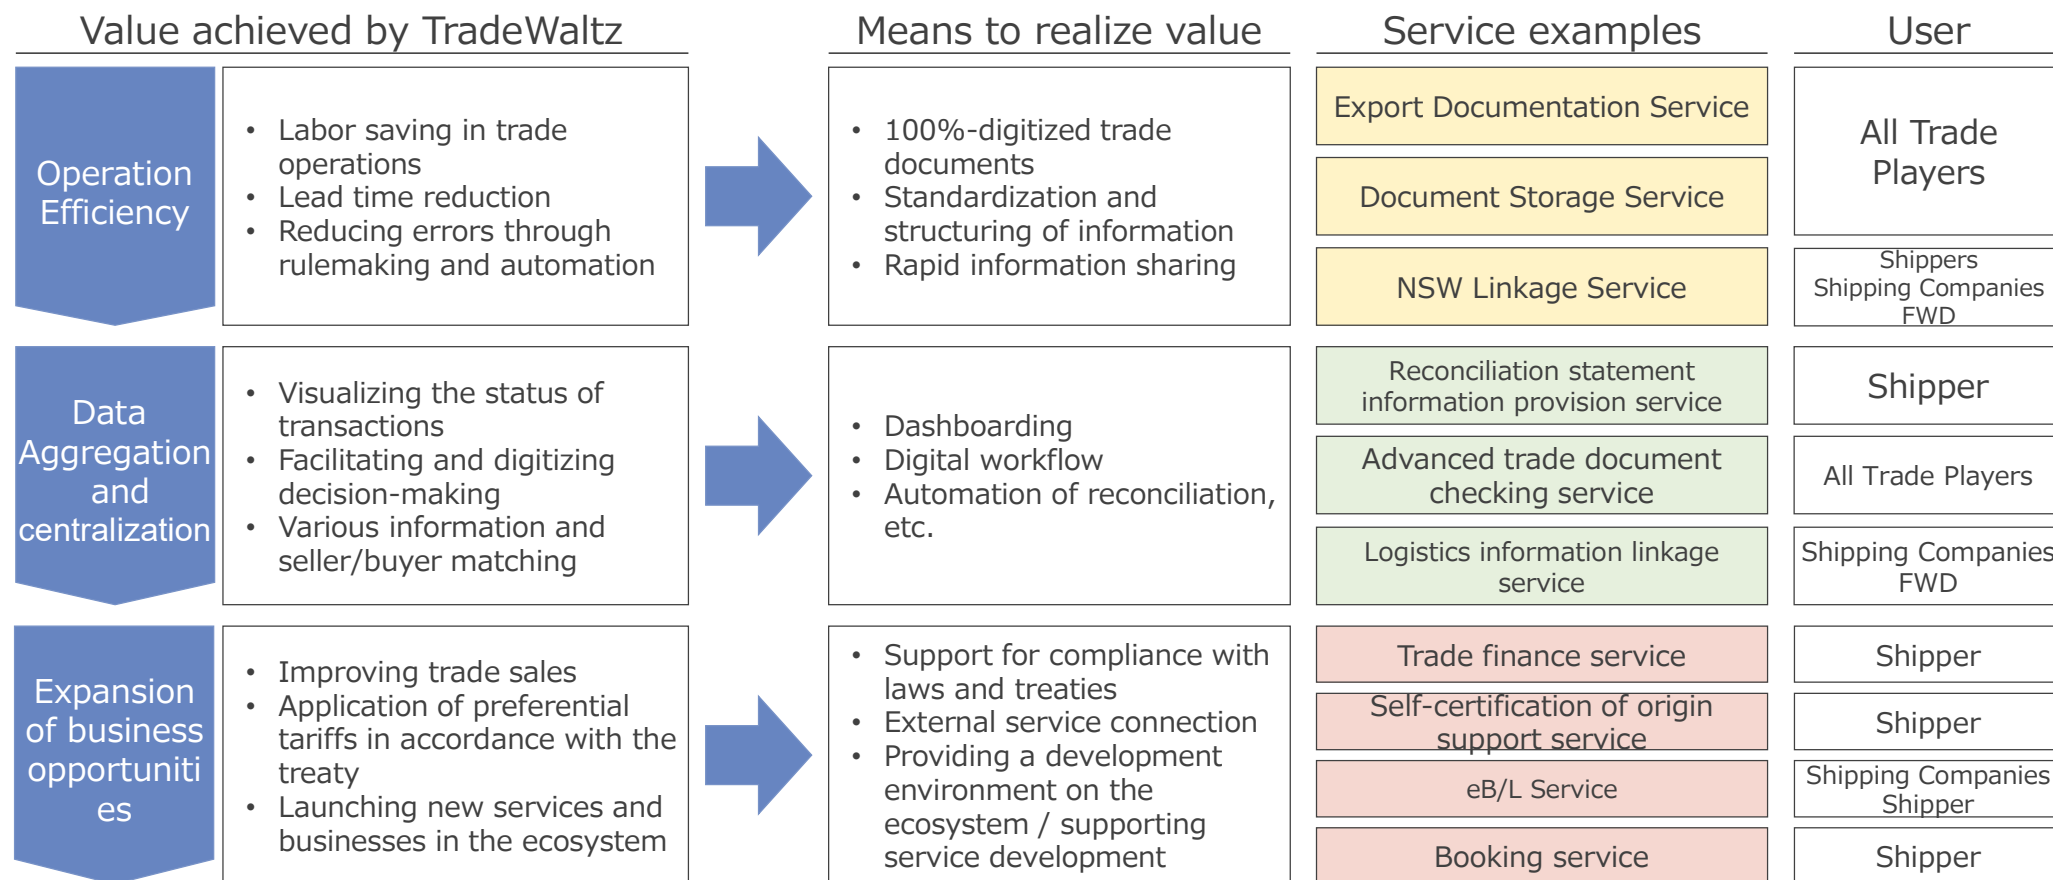 Value achieved by TradeWaltz
Means to realize value
Service examples
User
Operation
Efficiency
• Labor saving in trade
operations
• Lead time reduction
• Reducing errors through
rulemaking and automation
• 100%-digitized trade
documents
• Standardization and
structuring of information
• Rapid information sharing
Export Documentation Service
Document Storage Service
NSW Linkage Service
All Trade
Players
Shippers
Shipping Companies
FWD
Data
Aggregation
and
centralization
• Visualizing the status of
transactions
• Facilitating and digitizing
decision-making
• Various information and
seller/buyer matching
• Dashboarding
• Digital workflow
• Automation of reconciliation,
etc.
Reconciliation statement
information provision service
Advanced trade document
checking service
Logistics information linkage
service
Shipper
All Trade Players
Shipping Companies
FWD
Expansion
of business
opportuniti
es
• Improving trade sales
• Application of preferential
tariffs in accordance with the
treaty
• Launching new services and
businesses in the ecosystem
• Support for compliance with
laws and treaties
• External service connection
• Providing a development
environment on the
ecosystem / supporting
service development
Trade finance service
Self-certification of origin
support service
eB/L Service
Booking service
Shipper
Shipper
Shipping Companies
Shipper
Shipper